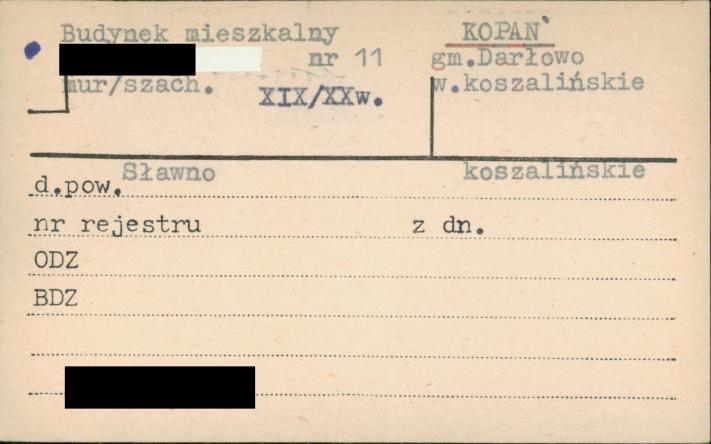 Budynek mieszkalny KOPAŃ
nr 11 gm.Darłowo
mur/szach. XIX/XXw. w.koszalińskie
d.pow. Sławno koszalińskie
nr rejestru z dn.
ODZ
BDZ